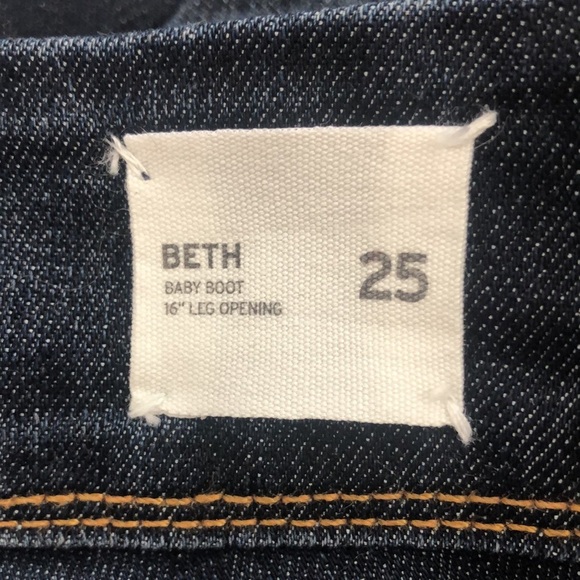 BETH
BABY BOOT
16" LEG OPENING
25